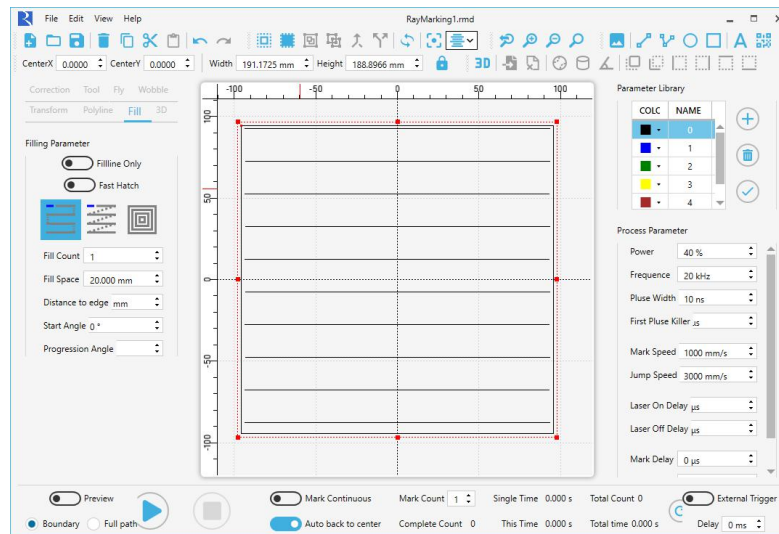 File Edit View Help RayMarking1.rmd
CenterX 0.0000 CenterY 0.0000 Width 191.1725 mm Height 188.8966 mm 3D
Correction Tool Fly Wobble
Transform Polyline Fill 3D
Filling Parameter
Fillline Only
Fast Hatch
Fill Count 1
Fill Space 20.000 mm
Distance to edge mm
Start Angle 0 °
Progression Angle
-100 -50 0 50 100
100
50
0
-50
-100
Parameter Library
COLC NAME
0
1
2
3
4
Process Parameter
Power 40 %
Frequence 20 kHz
Pluse Width 10 ns
First Pluse Killer µs
Mark Speed 1000 mm/s
Jump Speed 3000 mm/s
Laser On Delay µs
Laser Off Delay µs
Mark Delay 0 µs
Preview Mark Continuous Mark Count 1 Single Time 0.000 s Total Count 0 External Trigger
Boundary Full path Auto back to center Complete Count 0 This Time 0.000 s Total time 0.000 s Delay 0 ms